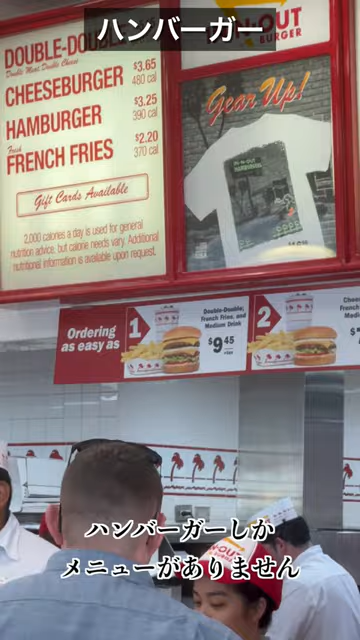 ハンバーガー
DOUBLE-DOUBLE
Double Meat Double Cheese
CHEESEBURGER $3.65
480 cal
HAMBURGER $3.25
390 cal
Fresh
FRENCH FRIES $2.20
370 cal
Gift Cards Available
2,000 calories a day is used for general
nutrition advice, but calorie needs vary. Additional
nutritional information is available upon request.
OUT
BURGER
Gear Up!
Ordering
as easy as
1
Double-Double,
French Fries, and
Medium Drink
$9.45
2
ハンバーガーしか
メニューがありません